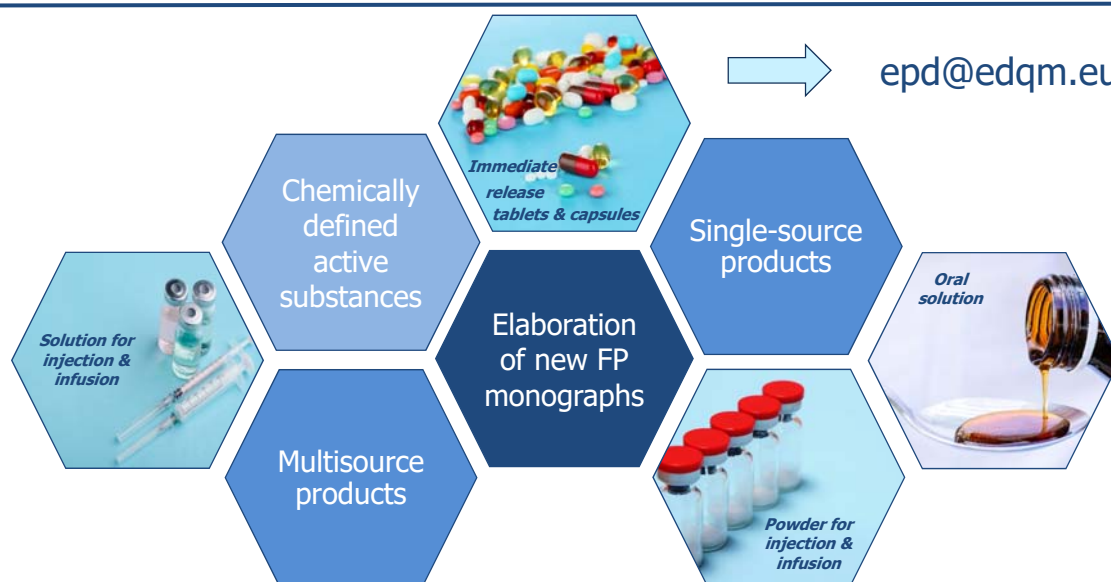 epd@edqm.eu
Immediate
release
tablets & capsules
Chemically
defined
active
substances
Single-source
products
Solution for
injection &
infusion
Elaboration
of new FP
monographs
Oral
solution
Multisource
products
Powder for
injection &
infusion